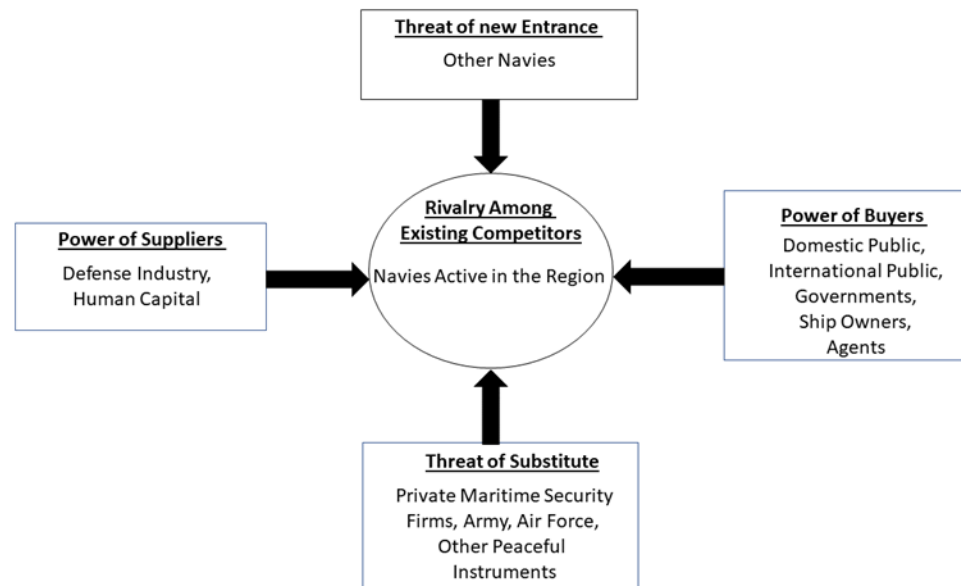 Threat of new Entrance
Other Navies
Rivalry Among
Existing Competitors
Navies Active in the Region
Power of Suppliers
Defense Industry,
Human Capital
Power of Buyers
Domestic Public,
International Public,
Governments,
Ship Owners,
Agents
Threat of Substitute
Private Maritime Security
Firms, Army, Air Force,
Other Peaceful
Instruments